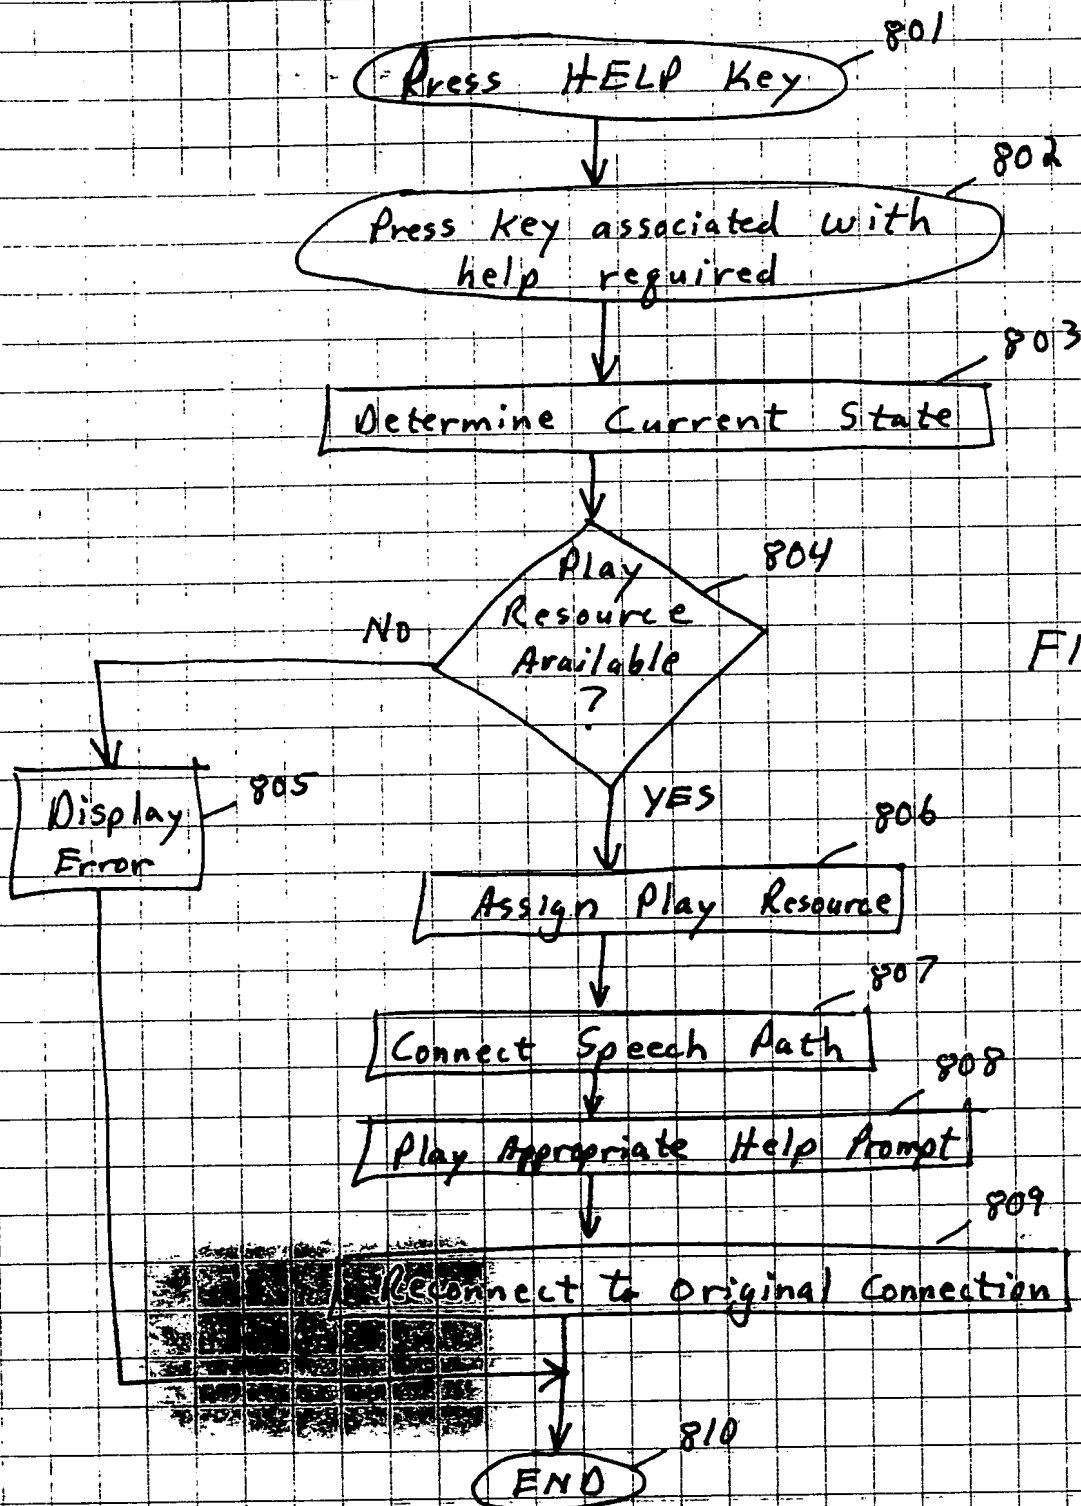 801
Press HELP Key
802
Press key associated with
help required
803
Determine Current State
804
Play
Resource
Available
?
No
FI
YES
805
Display
Error
806
Assign Play Resource
807
Connect Speech Path
808
Play Appropriate Help Prompt
809
Reconnect to Original Connection
810
END